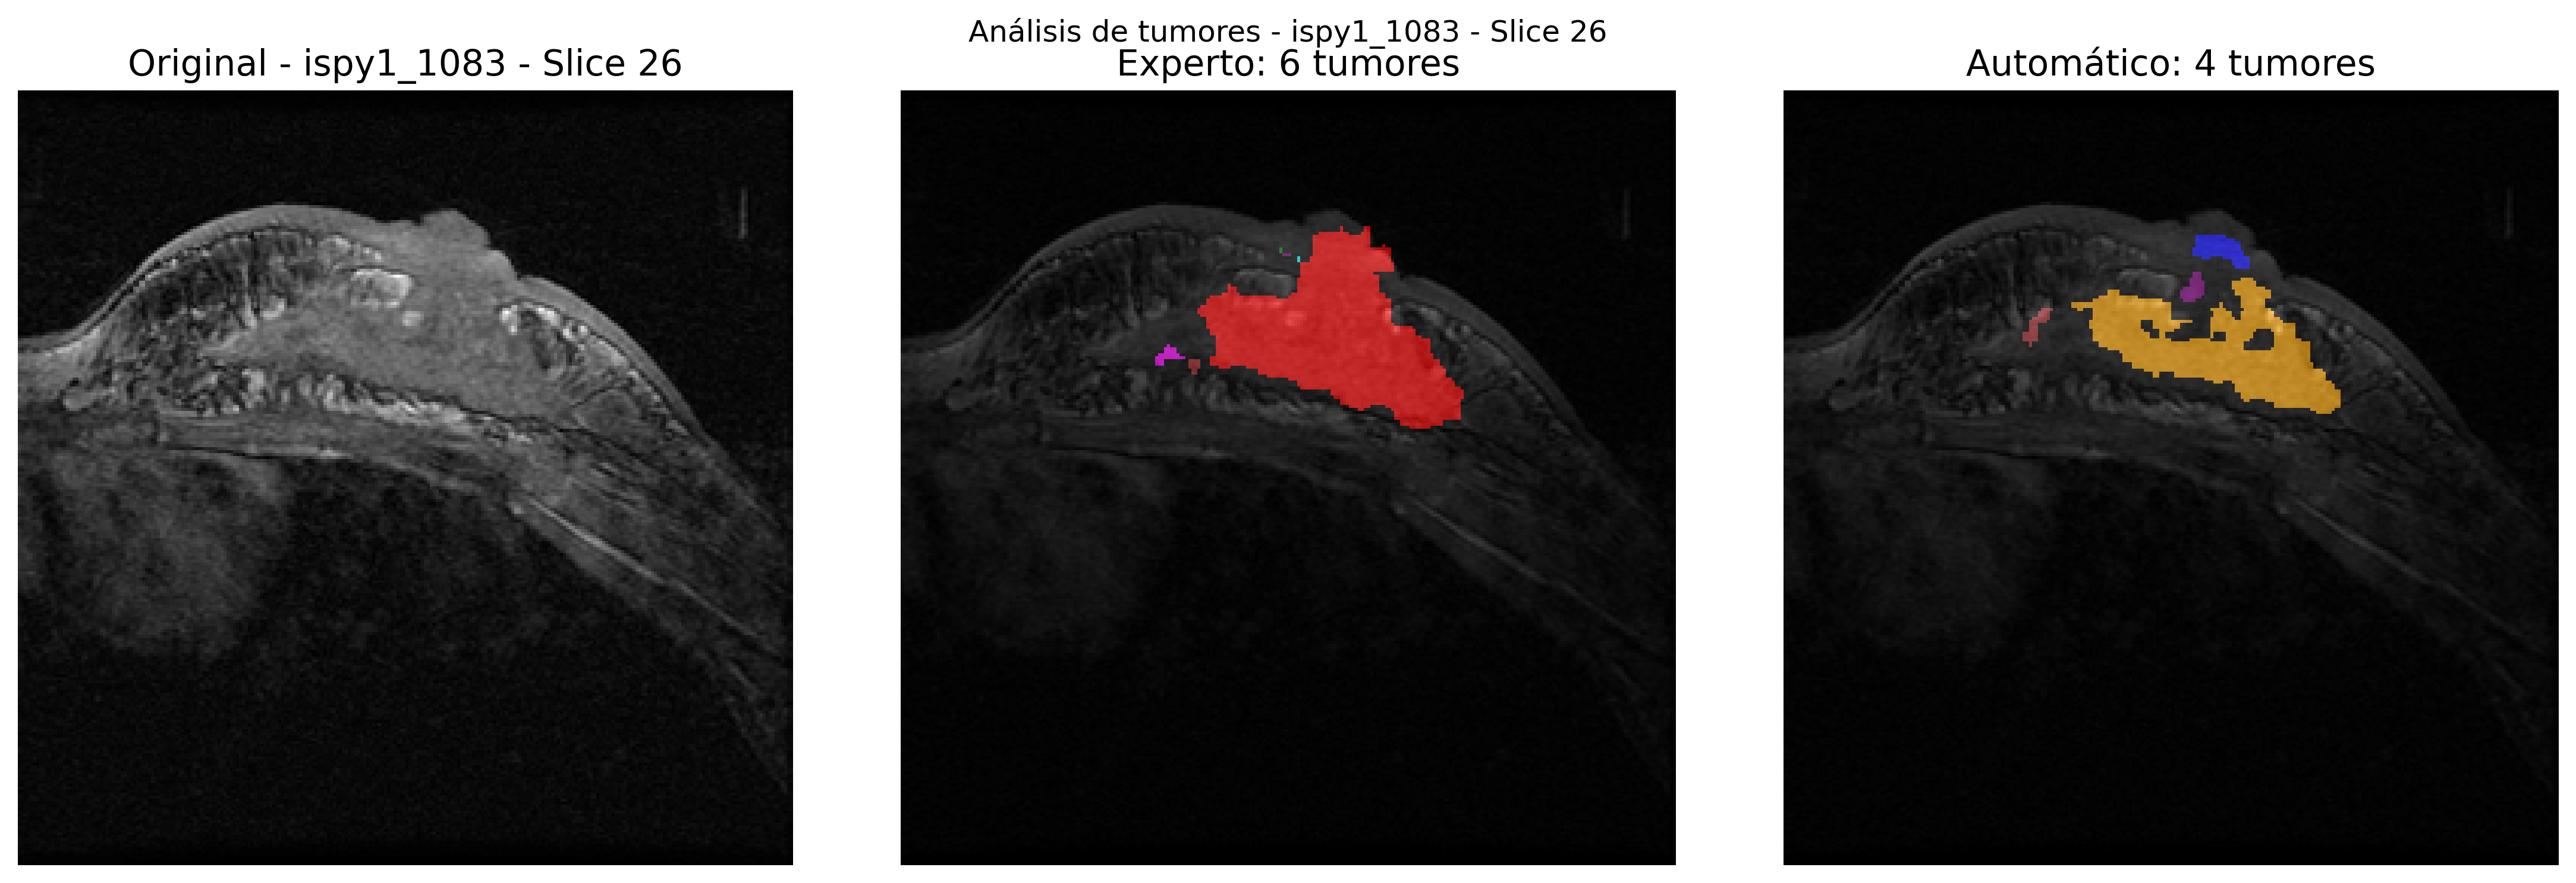 Análisis de tumores - ispy1_1083 - Slice 26
Original - ispy1_1083 - Slice 26
Experto: 6 tumores
Automático: 4 tumores